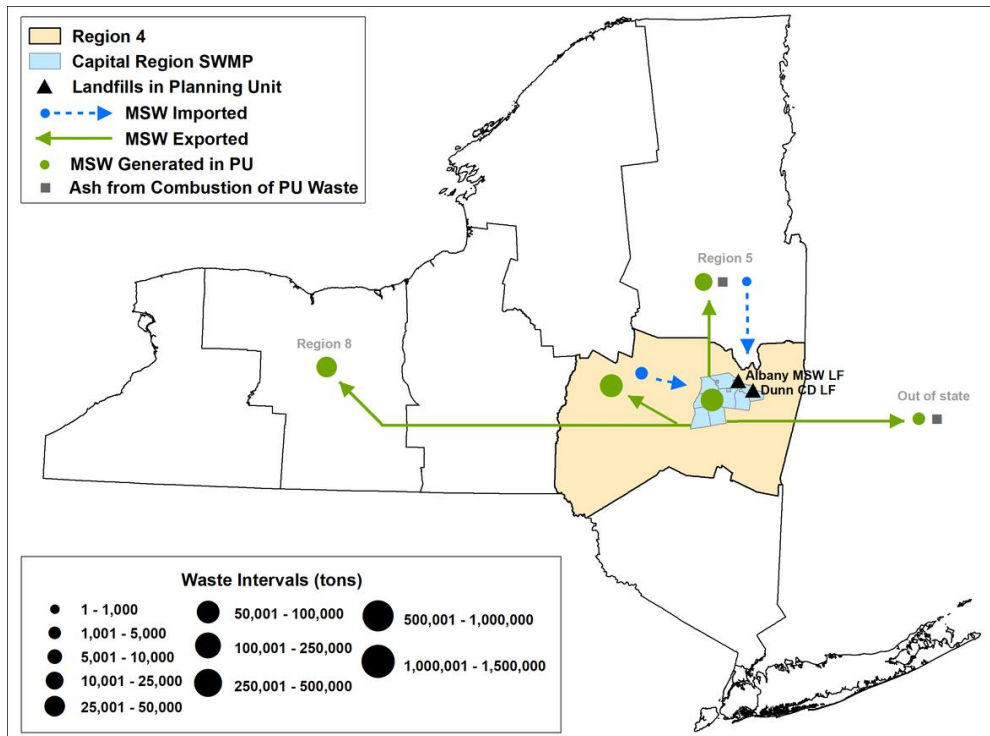 Region 4
Capital Region SWMP
Landfills in Planning Unit
MSW Imported
MSW Exported
MSW Generated in PU
Ash from Combustion of PU Waste
Region 5
Region 8
Albany MSW LF
Dunn CD LF
Out of state
Waste Intervals (tons)
1 - 1,000
1,001 - 5,000
5,001 - 10,000
10,001 - 25,000
25,001 - 50,000
50,001 - 100,000
100,001 - 250,000
250,001 - 500,000
500,001 - 1,000,000
1,000,001 - 1,500,000